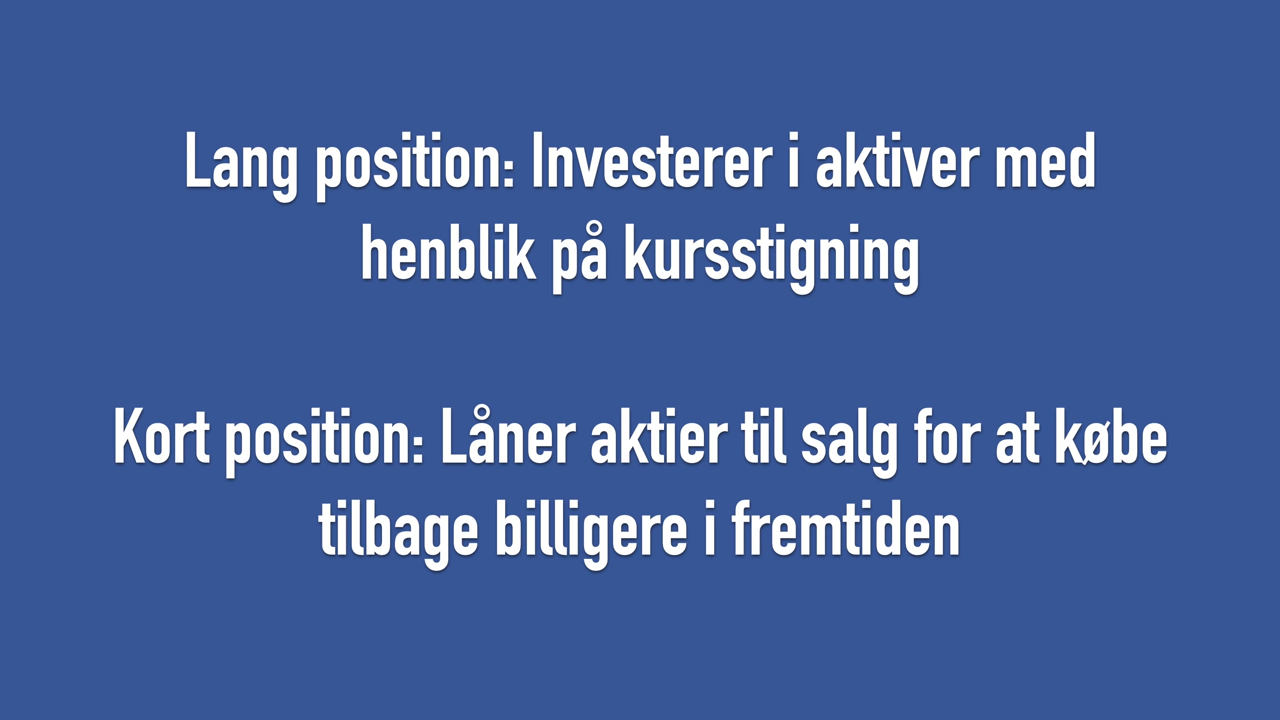 Lang position: Investerer i aktiver med
henblik på kursstigning
Kort position: Låner aktier til salg for at købe
tilbage billigere i fremtiden